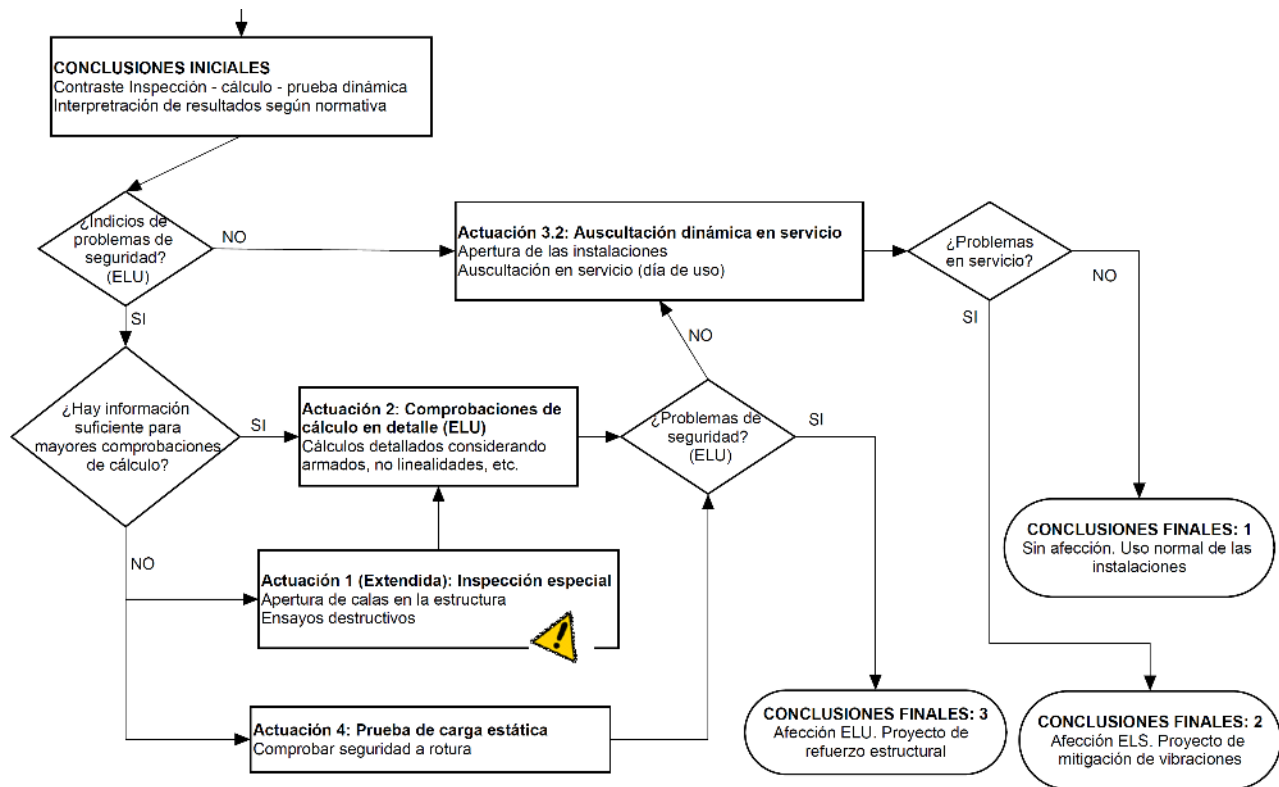 CONCLUSIONES INICIALES
Contraste Inspección - cálculo - prueba dinámica
Interpretración de resultados según normativa
¿Indicios de
problemas de
seguridad?
(ELU)
NO
SI
Actuación 3.2: Auscultación dinámica en servicio
Apertura de las instalaciones
Auscultación en servicio (día de uso)
¿Problemas
en servicio?
NO
SI
¿Hay información
suficiente para
mayores comprobaciones
de cálculo?
SI
NO
Actuación 2: Comprobaciones de
cálculo en detalle (ELU)
Cálculos detallados considerando
armados, no linealidades, etc.
¿Problemas de
seguridad?
(ELU)
NO
SI
Actuación 1 (Extendida): Inspección especial
Apertura de calas en la estructura
Ensayos destructivos
!
Actuación 4: Prueba de carga estática
Comprobar seguridad a rotura
CONCLUSIONES FINALES: 1
Sin afección. Uso normal de las
instalaciones
CONCLUSIONES FINALES: 3
Afección ELU. Proyecto de
refuerzo estructural
CONCLUSIONES FINALES: 2
Afección ELS. Proyecto de
mitigación de vibraciones